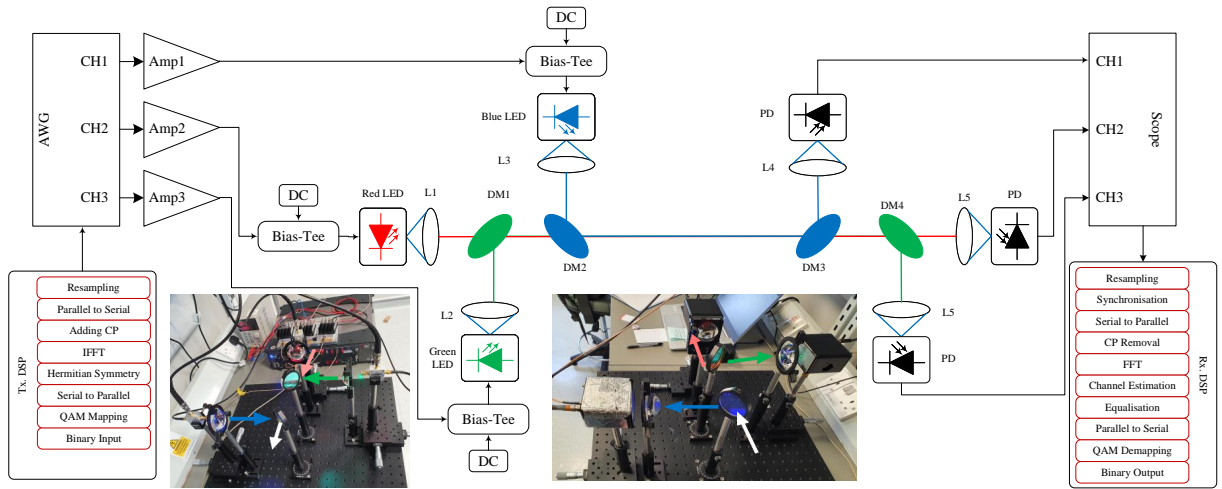 AWG
CH1
CH2
CH3
Amp1
Amp2
Amp3
DC
Bias-Tee
Blue LED
L3
DC
Bias-Tee
Red LED
L1
DM1
DM2
L2
Green
LED
Bias-Tee
DC
PD
L4
DM3
DM4
L5
PD
L5
PD
CH1
CH2
CH3
Scope
Tx. DSP
Resampling
Parallel to Serial
Adding CP
IFFT
Hermitian Symmetry
Serial to Parallel
QAM Mapping
Binary Input
Resampling
Synchronisation
Serial to Parallel
CP Removal
FFT
Channel Estimation
Equalisation
Parallel to Serial
QAM Demapping
Binary Output
Rx. DSP